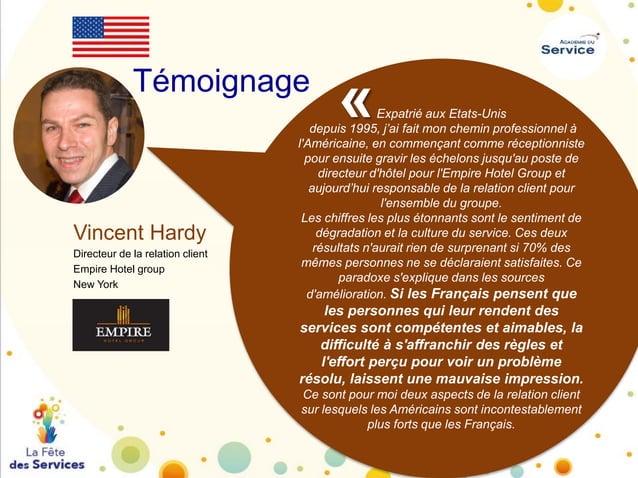 ACADEMIE DU
Service
Témoignage
«
Expatrié aux Etats-Unis
depuis 1995, j'ai fait mon chemin professionnel à
l'Américaine, en commençant comme réceptionniste
pour ensuite gravir les échelons jusqu'au poste de
directeur d'hôtel pour l'Empire Hotel Group et
aujourd'hui responsable de la relation client pour
l'ensemble du groupe.
Les chiffres les plus étonnants sont le sentiment de
dégradation et la culture du service. Ces deux
résultats n'aurait rien de surprenant si 70% des
mêmes personnes ne se déclaraient satisfaites. Ce
paradoxe s'explique dans les sources
d'amélioration. Si les Français pensent que
les personnes qui leur rendent des
services sont compétentes et aimables, la
difficulté à s'affranchir des règles et
l'effort perçu pour voir un problème
résolu, laissent une mauvaise impression.
Ce sont pour moi deux aspects de la relation client
sur lesquels les Américains sont incontestablement
plus forts que les Français.
Vincent Hardy
Directeur de la relation client
Empire Hotel group
New York
EMPIRE
HOTEL GROUP
La Fête
des Services